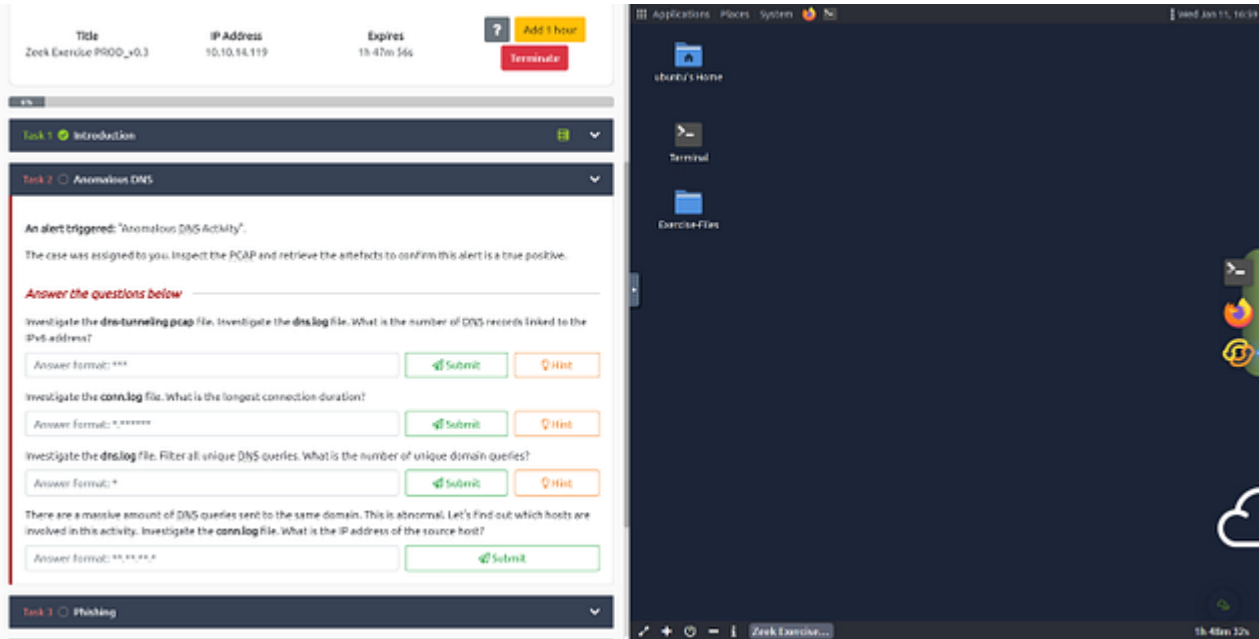 Title
Zeek Exercise PROD_v0.3
IP Address
10.10.14.119
Expires
1h 47m 56s
?
Add 1 hour
Terminate
6%
Task 1 Introduction
Task 2 Anomalous DNS
An alert triggered: "Anomalous DNS Activity".
The case was assigned to you. Inspect the PCAP and retrieve the artefacts to confirm this alert is a true positive.
Answer the questions below
Investigate the dns-tunneling.pcap file. Investigate the dns.log file. What is the number of DNS records linked to the
IPv6 address?
Answer format: ***
Submit
Hint
Investigate the conn.log file. What is the longest connection duration?
Answer format: *.******
Submit
Hint
Investigate the dns.log file. Filter all unique DNS queries. What is the number of unique domain queries?
Answer format: *
Submit
Hint
There are a massive amount of DNS queries sent to the same domain. This is abnormal. Let's find out which hosts are
involved in this activity. Investigate the conn.log file. What is the IP address of the source host?
Answer format: **.**.**.*
Submit
Task 3 Phishing
Applications Places System
Wed Jan 11, 16:59
ubuntu's Home
Terminal
Exercise-Files
Zeek Exercise...
1h 48m 33s